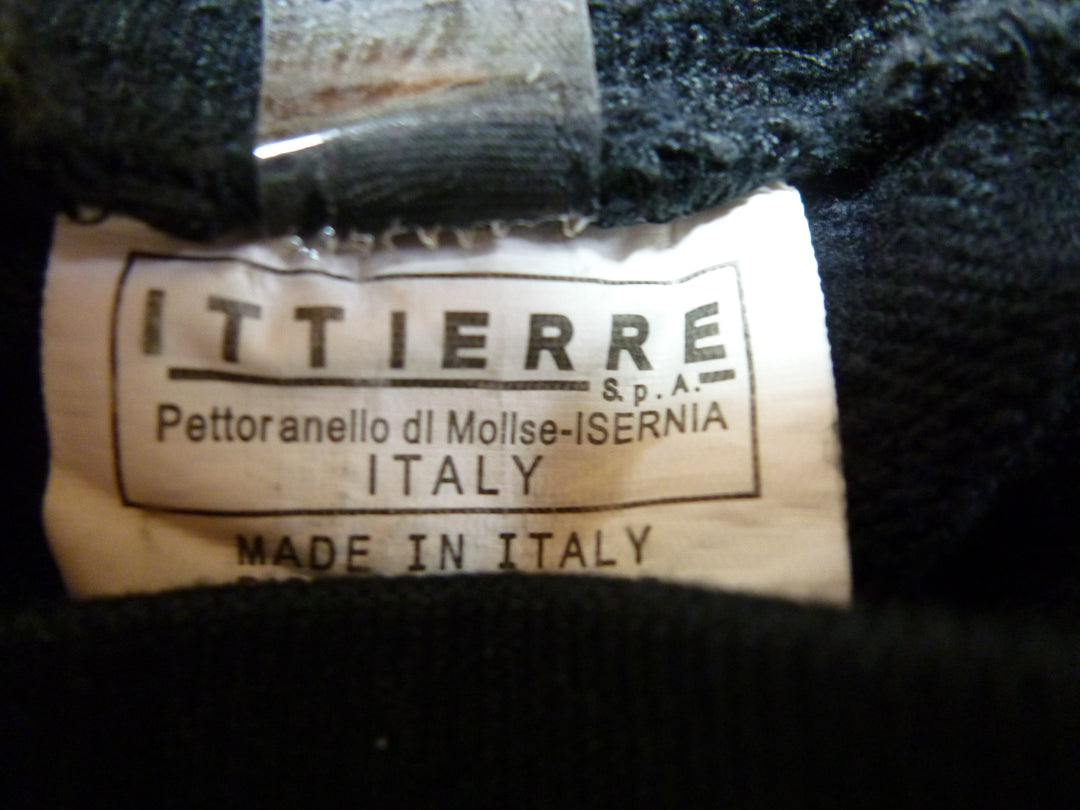 ITTIERRE
S.p.A.
Pettoranello dI MolIse-ISERNIA
ITALY
MADE IN ITALY